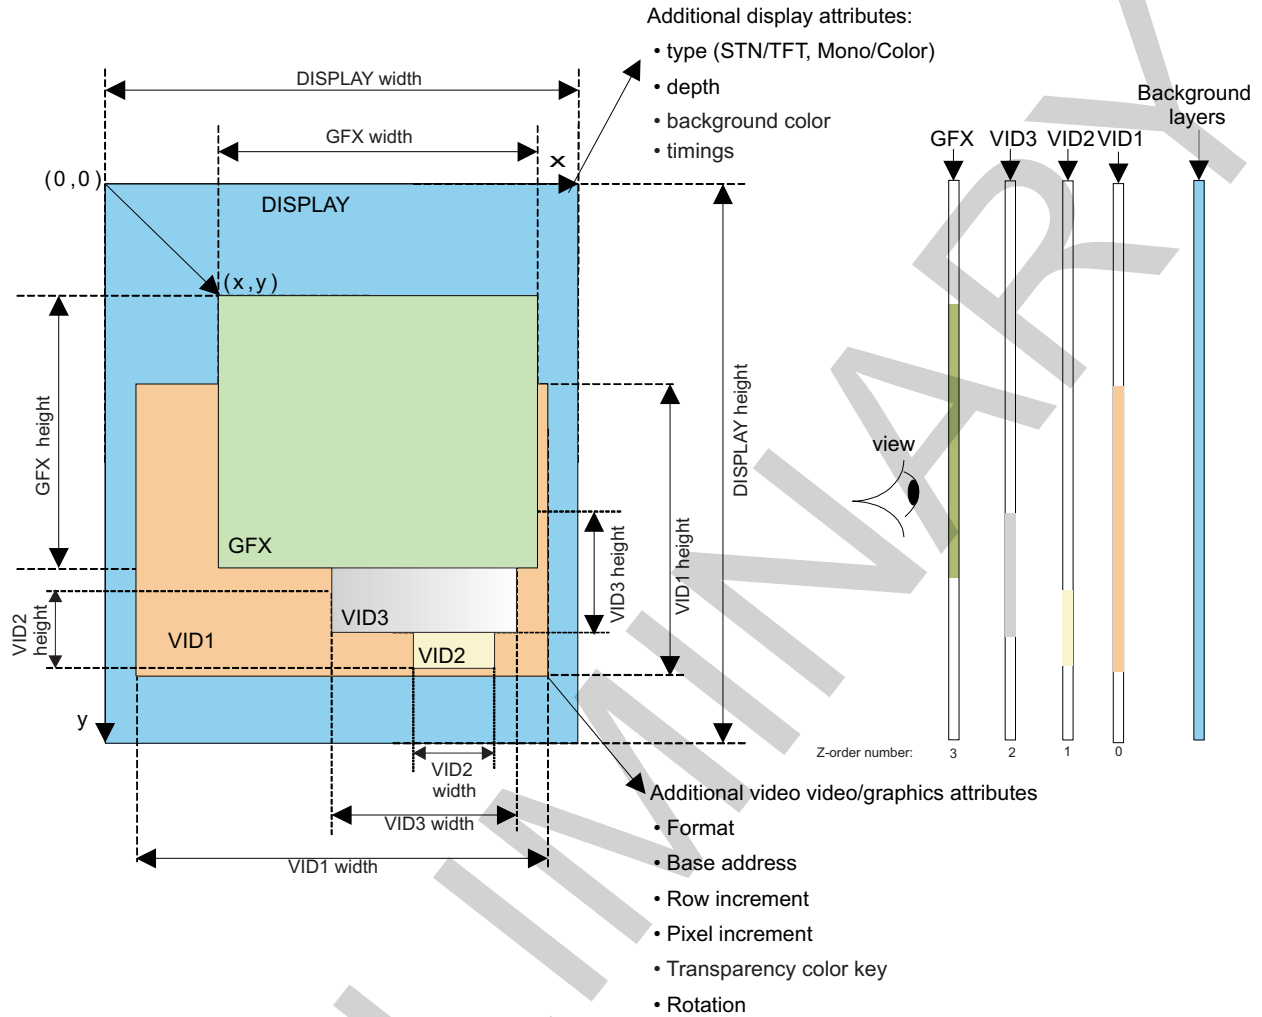 Additional display attributes:
• type (STN/TFT, Mono/Color)
• depth
• background color
• timings
DISPLAY width
GFX width
x
(0,0)
DISPLAY
(x,y)
GFX height
GFX
VID2
height
VID3
VID1
VID2
y
VID3 height
VID1 height
DISPLAY height
VID2
width
VID3 width
VID1 width
Background
layers
GFX VID3 VID2 VID1
view
Z-order number: 3 2 1 0
Additional video video/graphics attributes
• Format
• Base address
• Row increment
• Pixel increment
• Transparency color key
• Rotation
IMINARY